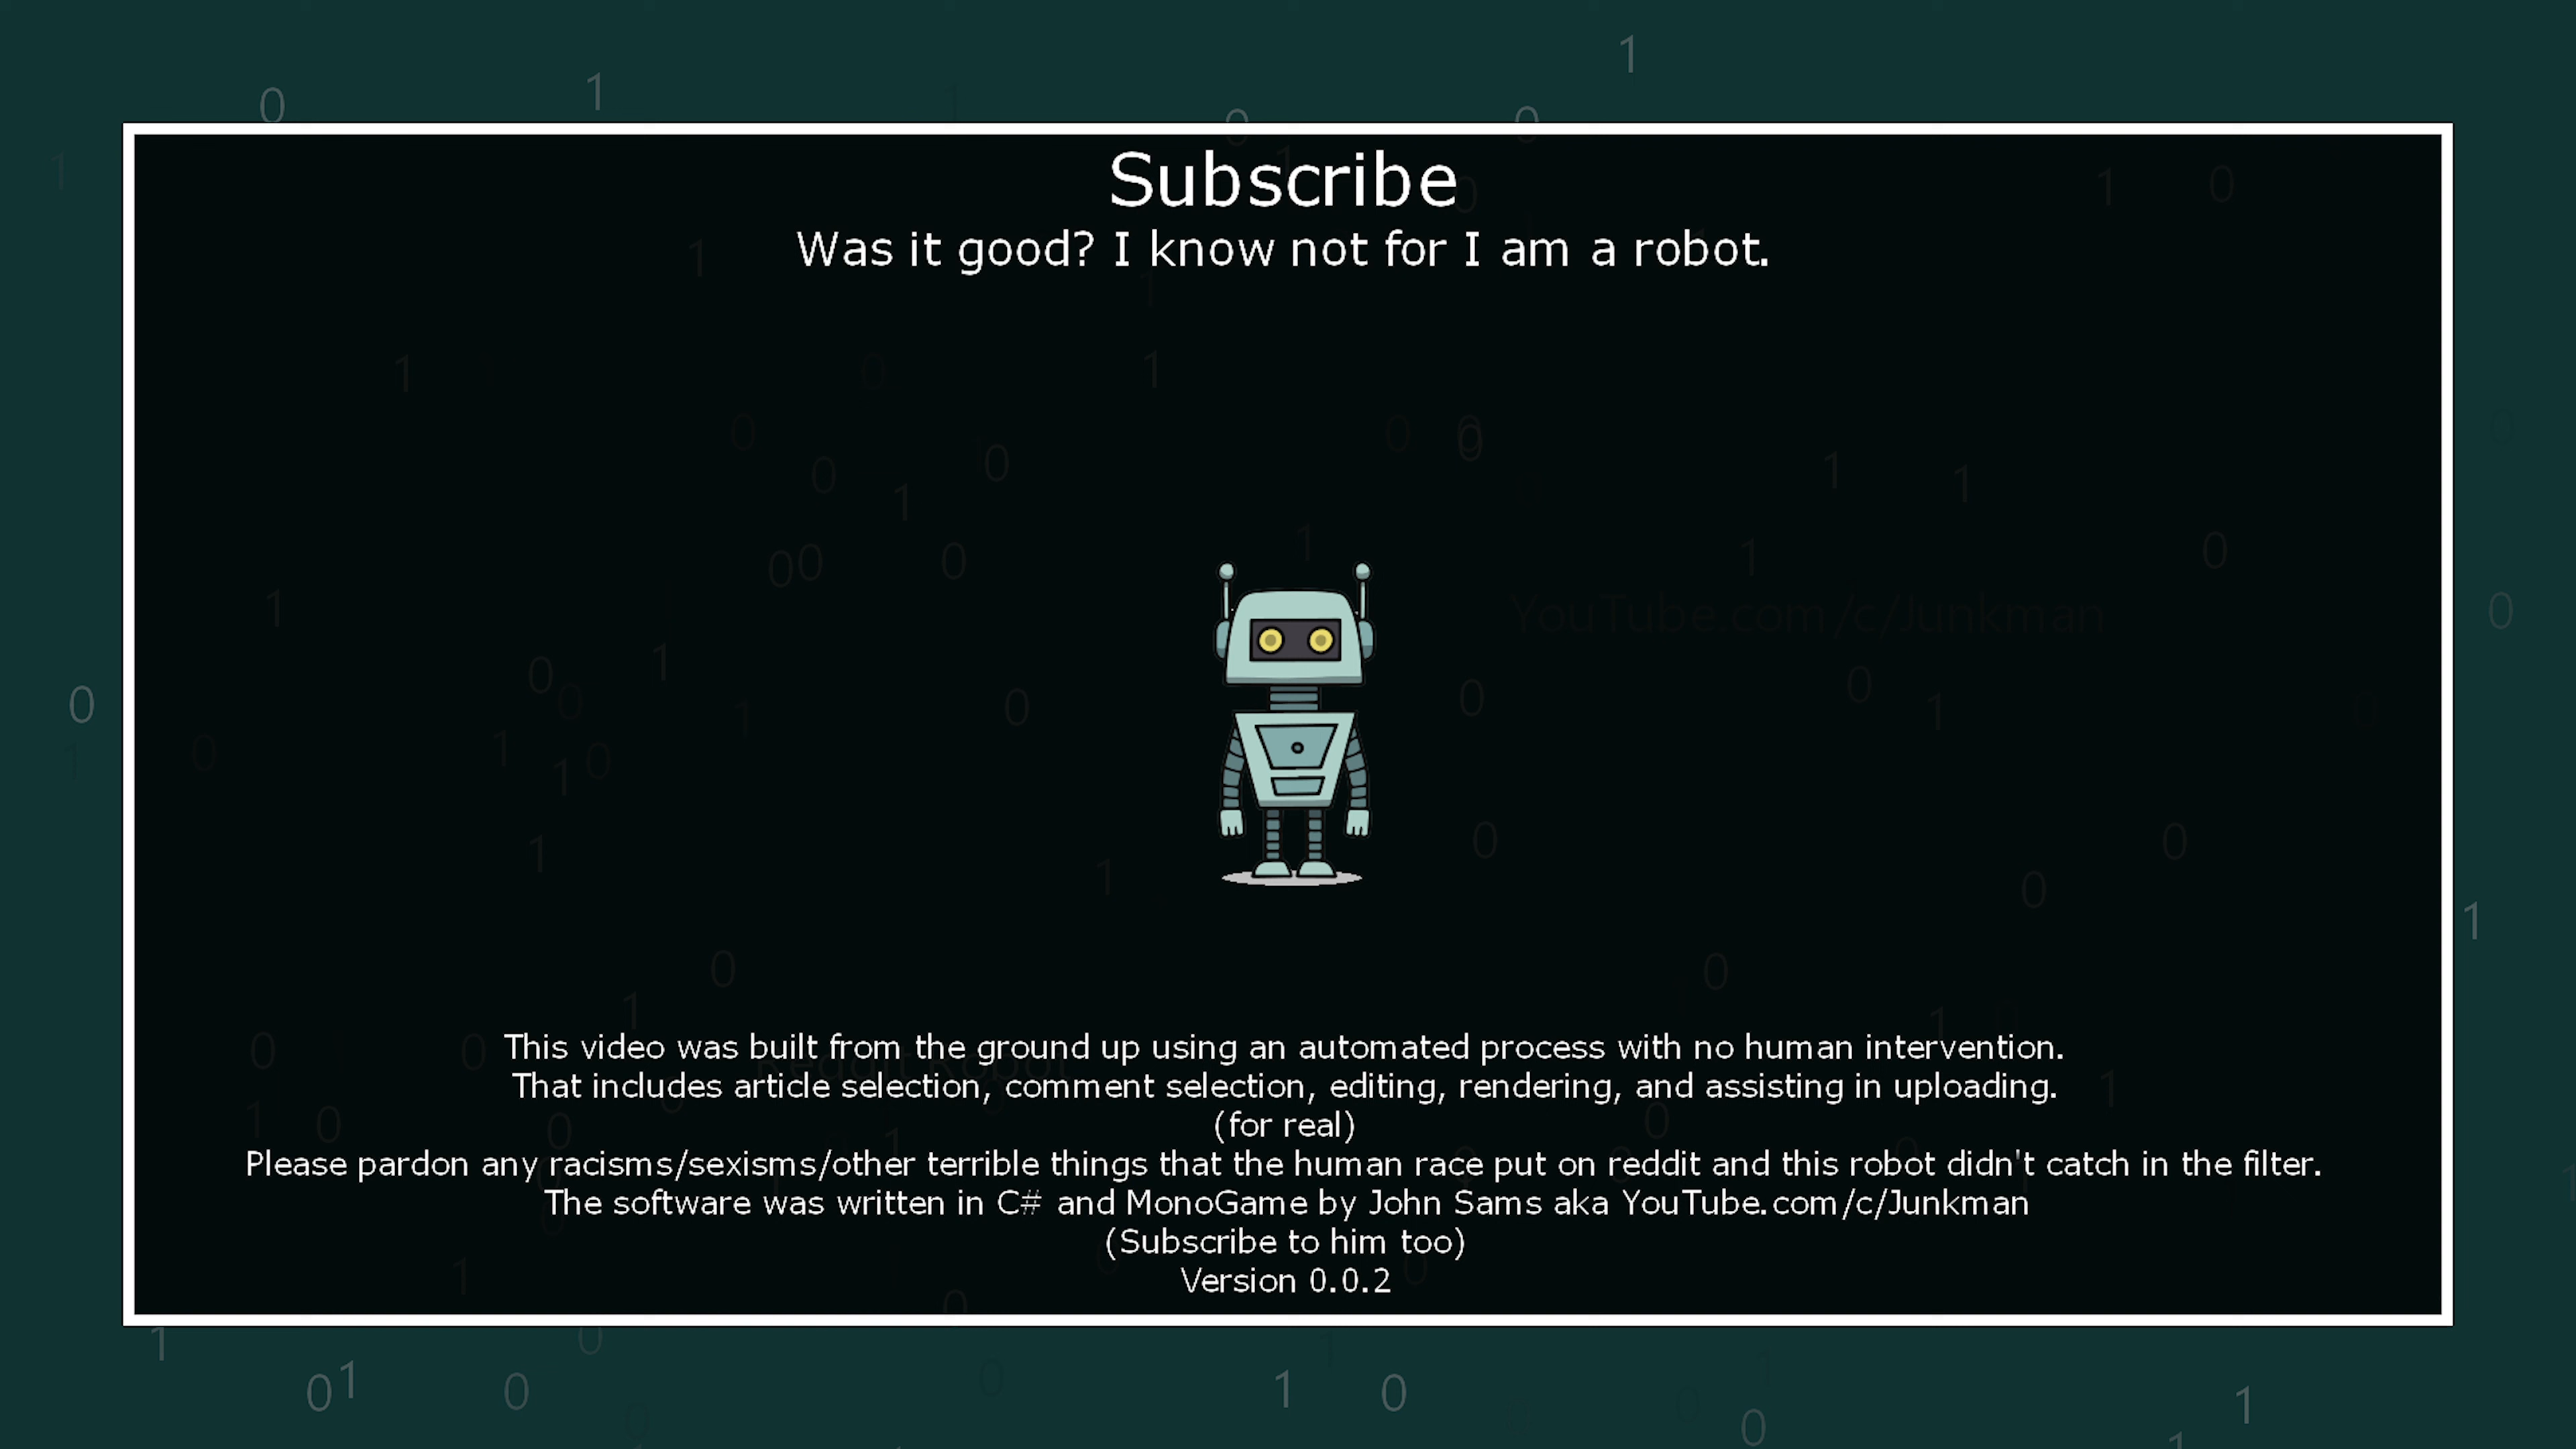 Subscribe
Was it good? I know not for I am a robot.
YouTube.com/c/Junkman
This video was built from the ground up using an automated process with no human intervention.
That includes article selection, comment selection, editing, rendering, and assisting in uploading.
(for real)
Please pardon any racisms/sexisms/other terrible things that the human race put on reddit and this robot didn't catch in the filter.
The software was written in C# and MonoGame by John Sams aka YouTube.com/c/Junkman
(Subscribe to him too)
Version 0.0.2